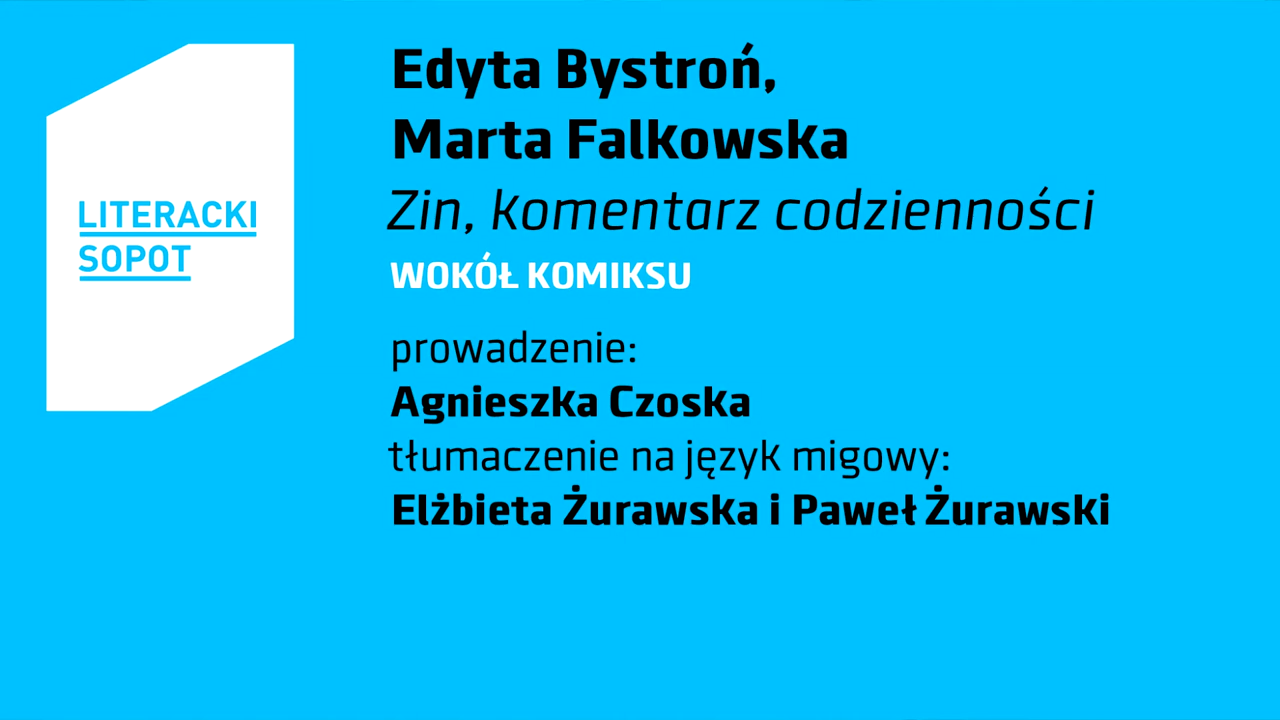 LITERACKI
SOPOT
Edyta Bystroń,
Marta Falkowska
Zin, komentarz codzienności
WOKÓŁ KOMIKSU
prowadzenie:
Agnieszka Czoska
tłumaczenie na język migowy:
Elżbieta Żurawska i Paweł Żurawski